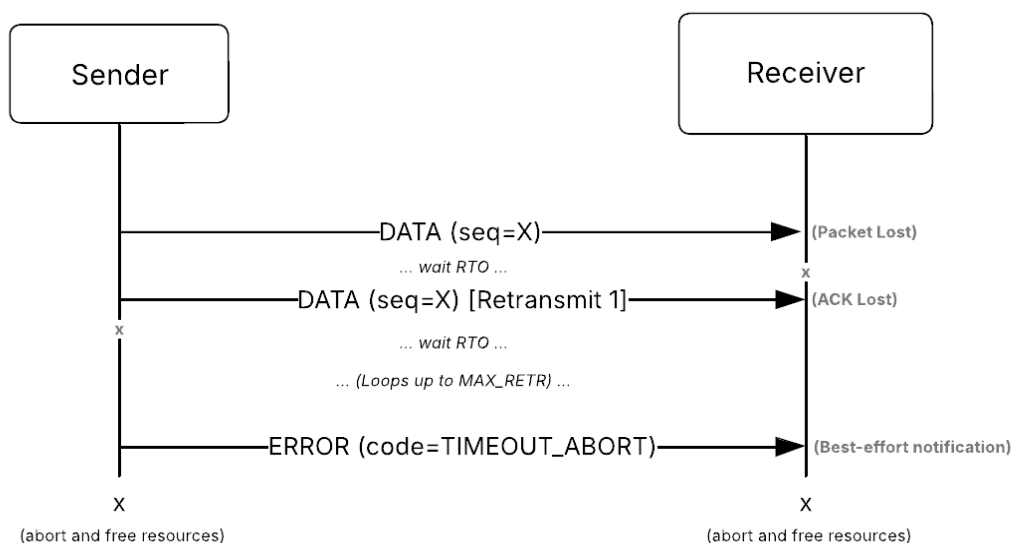 Sender
Receiver
DATA (seq=X)
(Packet Lost)
... wait RTO ...
x
DATA (seq=X) [Retransmit 1]
(ACK Lost)
x
... wait RTO ...
... (Loops up to MAX_RETR) ...
ERROR (code=TIMEOUT_ABORT)
(Best-effort notification)
X
X
(abort and free resources)
(abort and free resources)